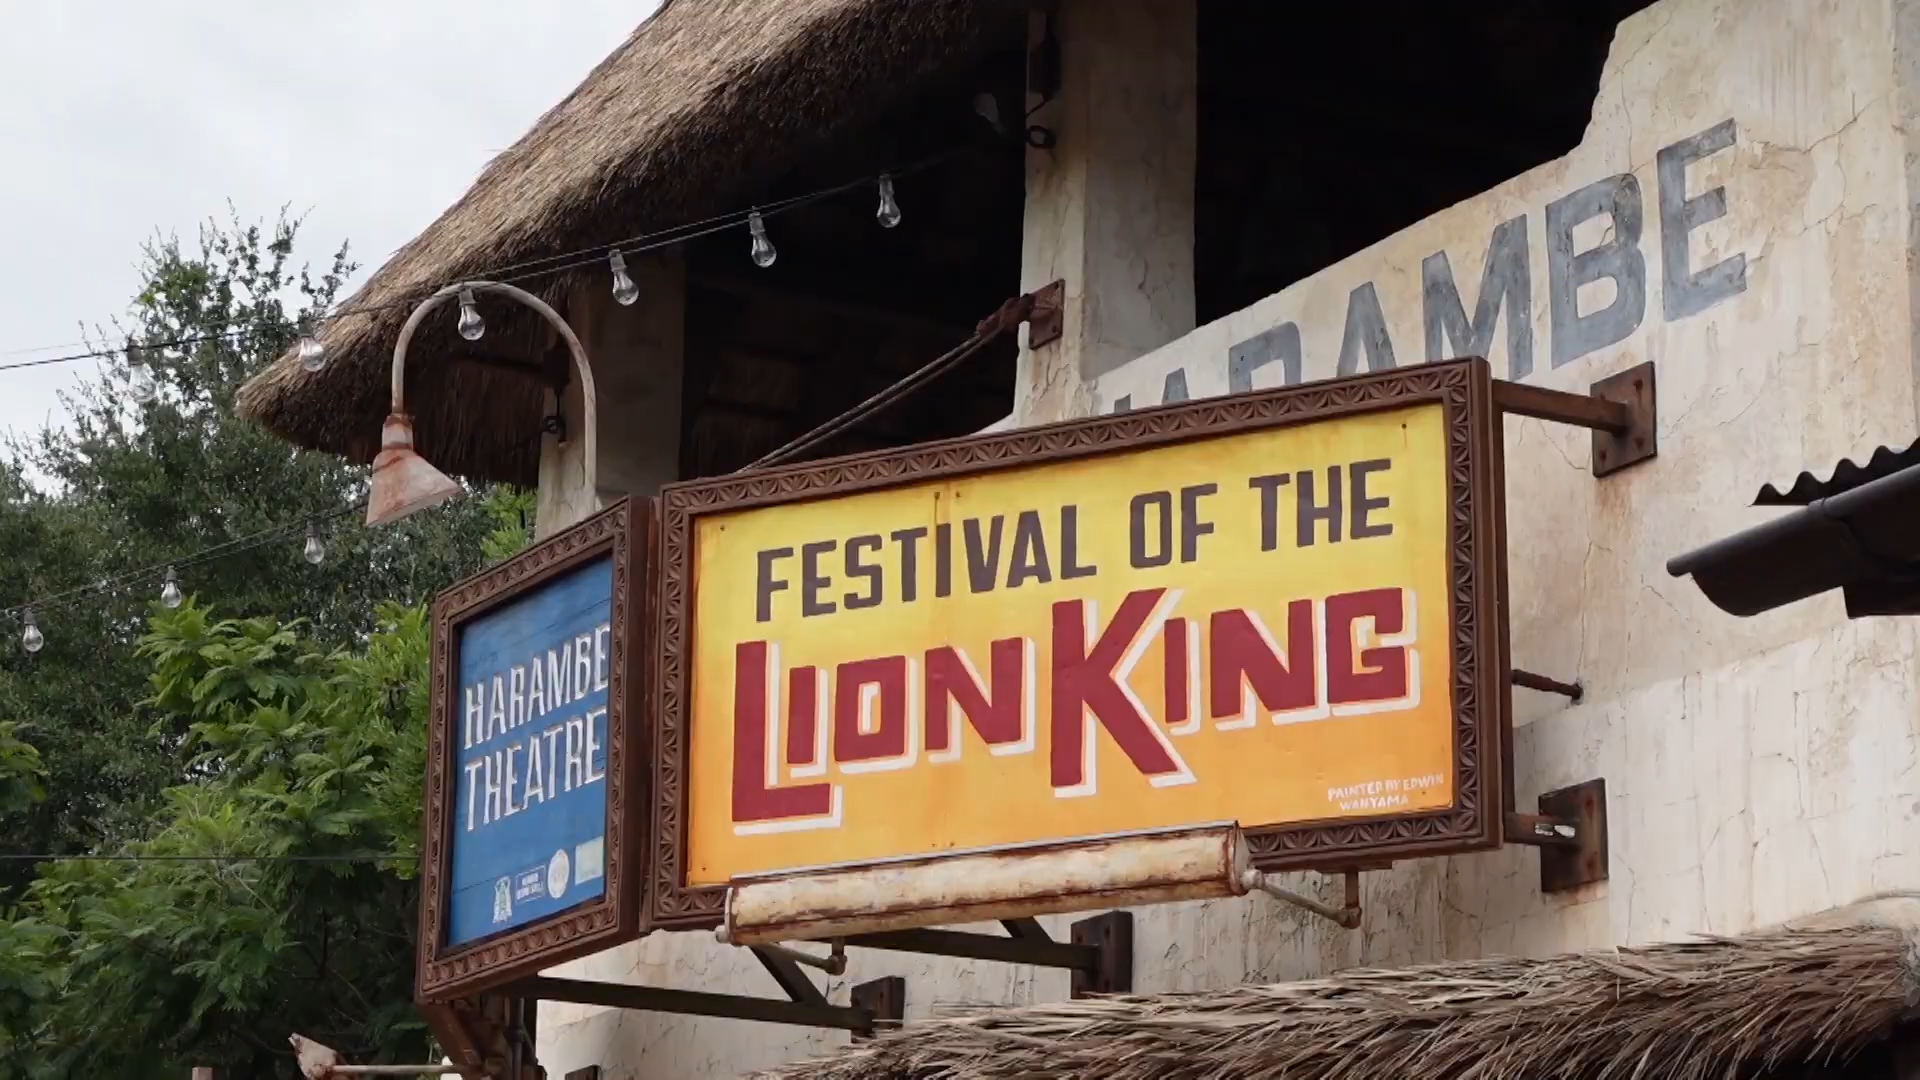 HARAMBE
FESTIVAL OF THE
LION KING
PAINTED BY EDWIN
WANYAMA
HARAMBE
THEATRE